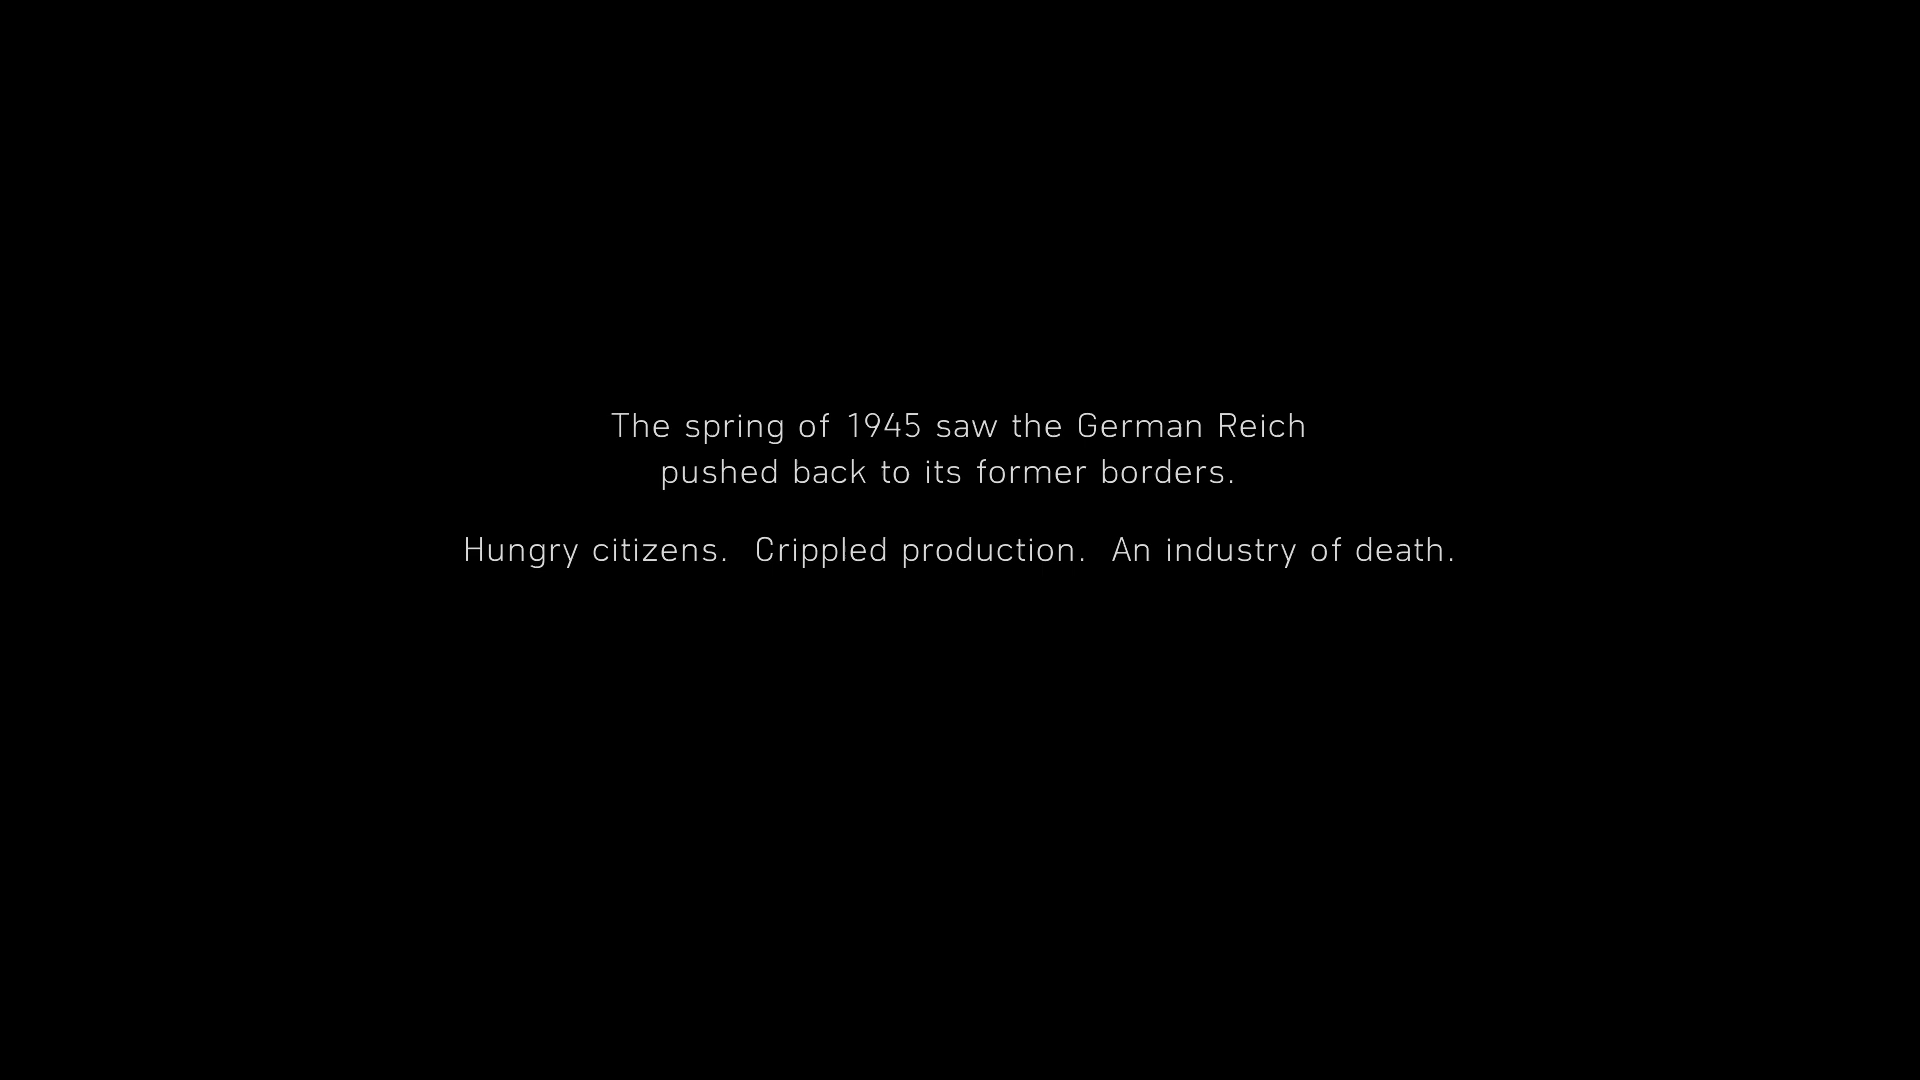 The spring of 1945 saw the German Reich
pushed back to its former borders.
Hungry citizens.  Crippled production.  An industry of death.